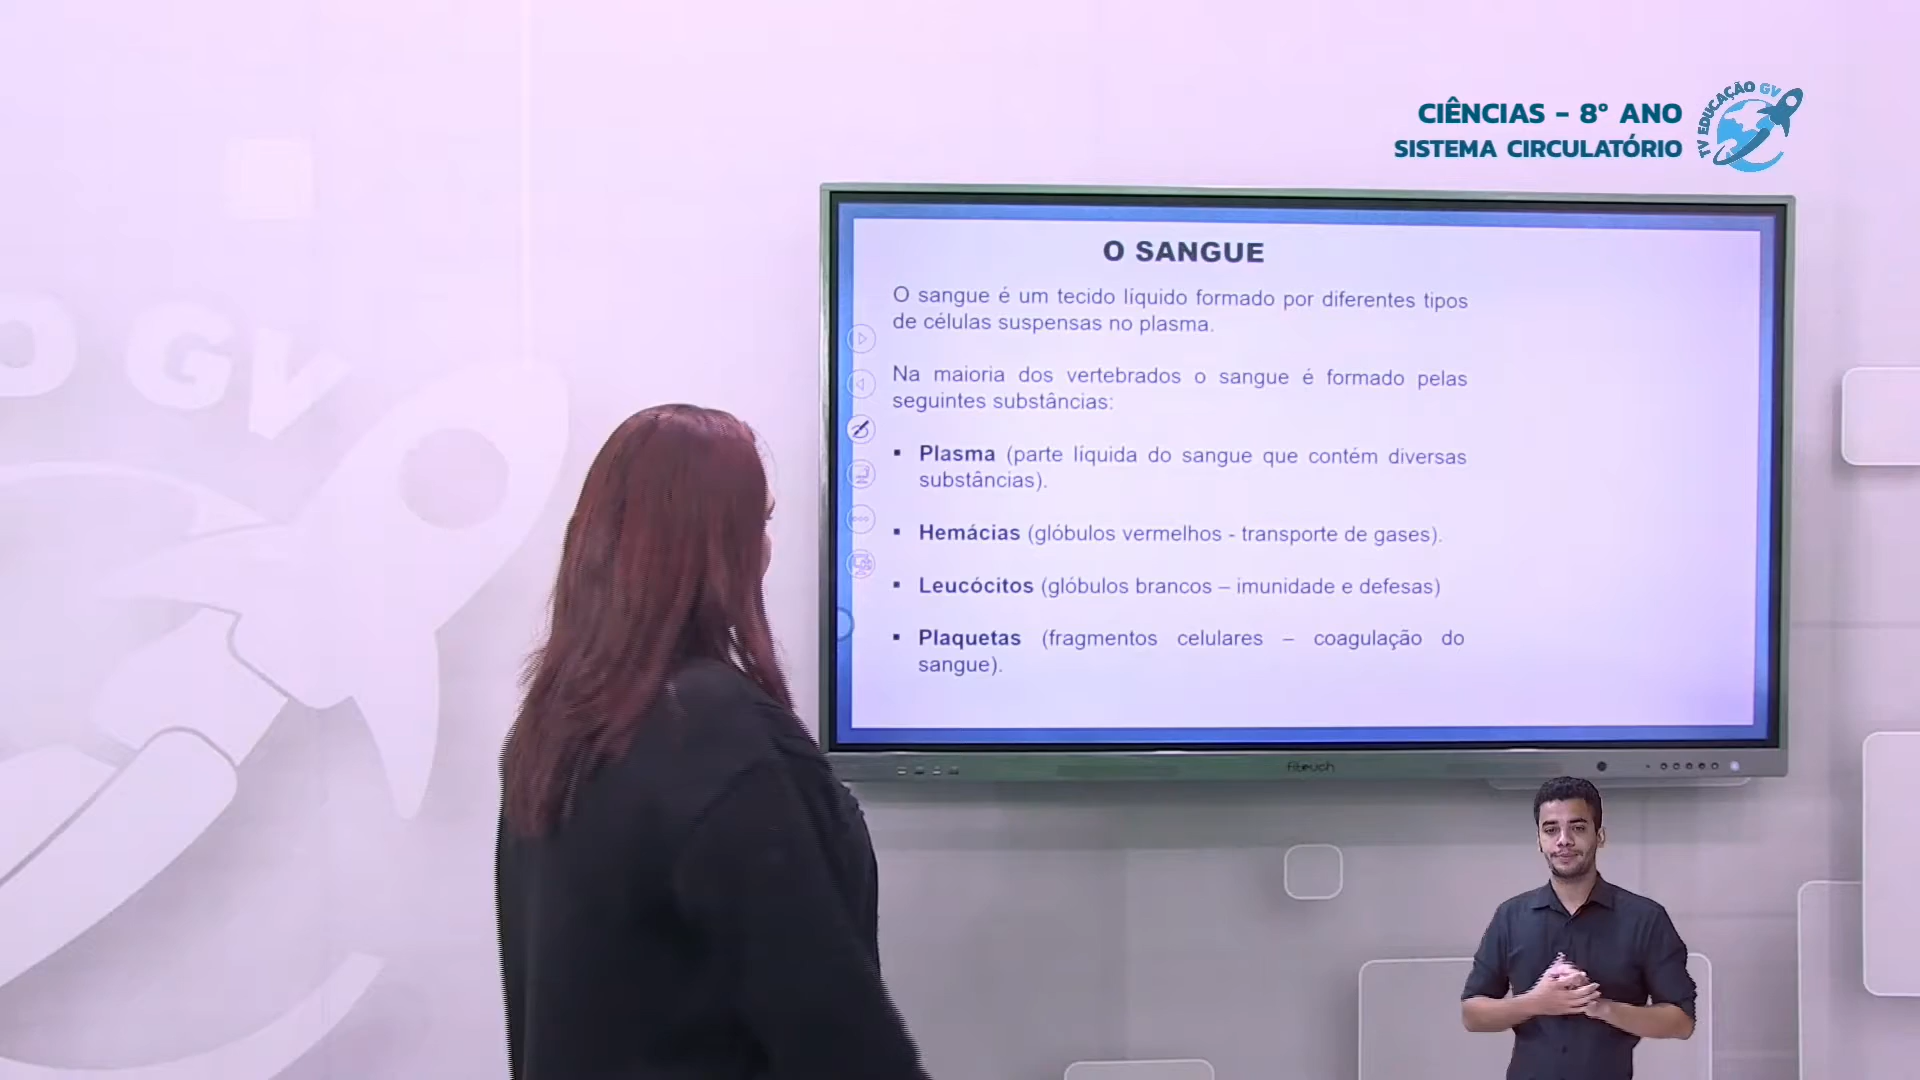 CIÊNCIAS - 8° ANO
SISTEMA CIRCULATÓRIO
TV EDUCAÇÃO GV
O SANGUE
O sangue é um tecido líquido formado por diferentes tipos
de células suspensas no plasma.
Na maioria dos vertebrados o sangue é formado pelas
seguintes substâncias:
▪ Plasma (parte líquida do sangue que contém diversas
substâncias).
▪ Hemácias (glóbulos vermelhos - transporte de gases).
▪ Leucócitos (glóbulos brancos – imunidade e defesas)
▪ Plaquetas (fragmentos celulares – coagulação do
sangue).
O GV